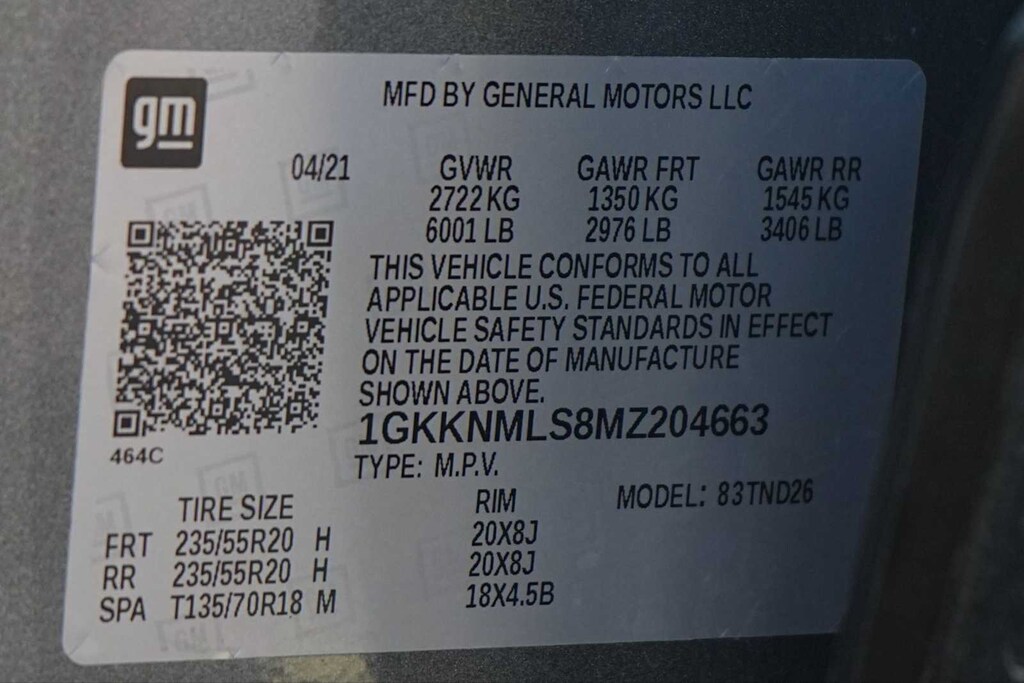 gm
MFD BY GENERAL MOTORS LLC
04/21 GVWR GAWR FRT GAWR RR
2722 KG 1350 KG 1545 KG
6001 LB 2976 LB 3406 LB
THIS VEHICLE CONFORMS TO ALL
APPLICABLE U.S. FEDERAL MOTOR
VEHICLE SAFETY STANDARDS IN EFFECT
ON THE DATE OF MANUFACTURE
SHOWN ABOVE.
1GKKNMLS8MZ204663
464C
TYPE: M.P.V.
TIRE SIZE RIM MODEL: 83TND26
FRT 235/55R20 H 20X8J
RR 235/55R20 H 20X8J
SPA T135/70R18 M 18X4.5B